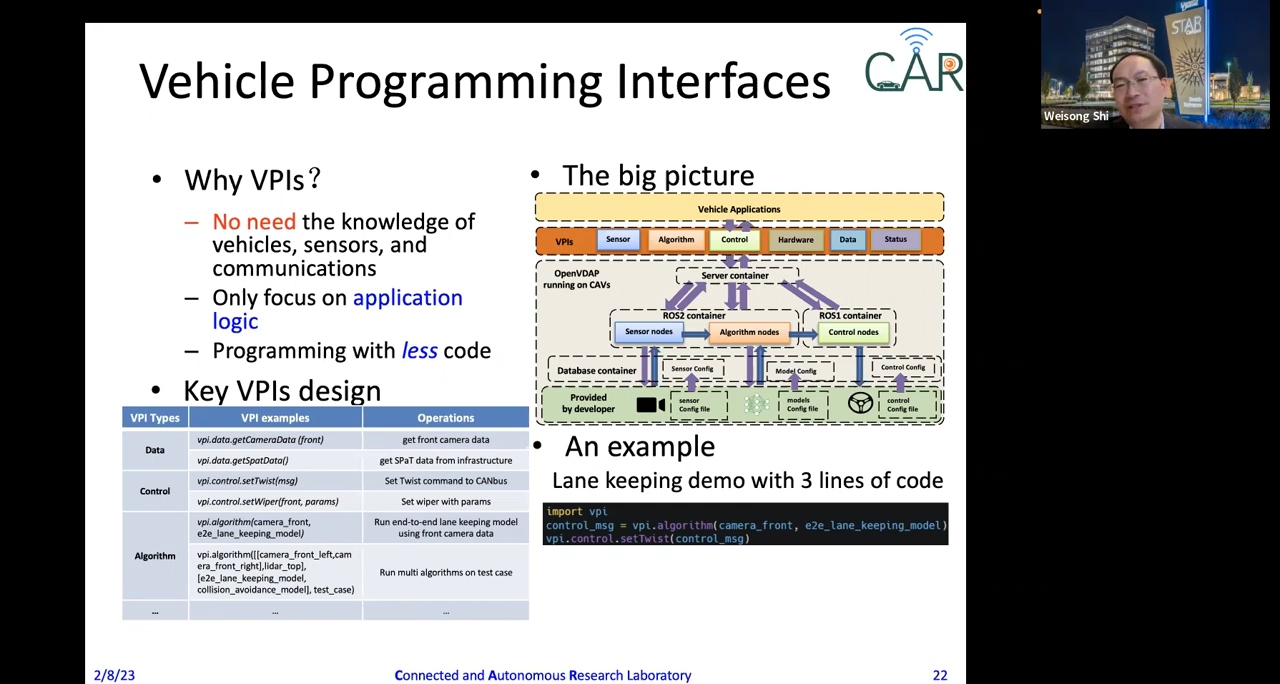 Vehicle Programming Interfaces
CAR
STAR
Weisong Shi
• Why VPIs?
– No need the knowledge of
vehicles, sensors, and
communications
– Only focus on application
logic
– Programming with less code
• Key VPIs design
VPI Types VPI examples Operations
Data
vpi.data.getCameraData (front) get front camera data
vpi.data.getSpatData() get SPaT data from infrastructure
Control
vpi.control.setTwist(msg) Set Twist command to CANbus
vpi.control.setWiper(front, params) Set wiper with params
Algorithm
vpi.algorithm(camera_front,
e2e_lane_keeping_model)
Run end-to-end lane keeping model
using front camera data
vpi.algorithm([[camera_front_left,cam
era_front_right],lidar_top],
[e2e_lane_keeping_model,
collision_avoidance_model], test_case)
Run multi algorithms on test case
... ... ...
• The big picture
Vehicle Applications
VPIs Sensor Algorithm Control Hardware Data Status
OpenVDAP
running on CAVs
Server container
ROS2 container
ROS1 container
Sensor nodes Algorithm nodes Control nodes
Database container Sensor Config Model Config Control Config
Provided
by developer
sensor
Config file
models
Config file
control
Config file
• An example
Lane keeping demo with 3 lines of code
import vpi
control_msg = vpi.algorithm(camera_front, e2e_lane_keeping_model)
vpi.control.setTwist(control_msg)
2/8/23
Connected and Autonomous Research Laboratory
22